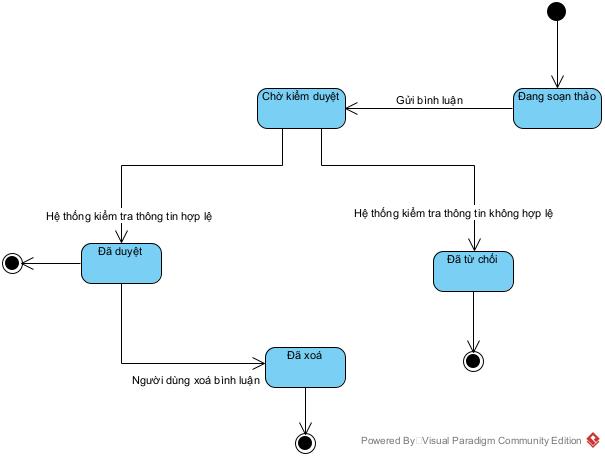 Chờ kiểm duyệt
Gửi bình luận
Đang soạn thảo
Hệ thống kiểm tra thông tin hợp lệ
Hệ thống kiểm tra thông tin không hợp lệ
Đã duyệt
Đã từ chối
Đã xoá
Người dùng xoá bình luận
Powered By Visual Paradigm Community Edition